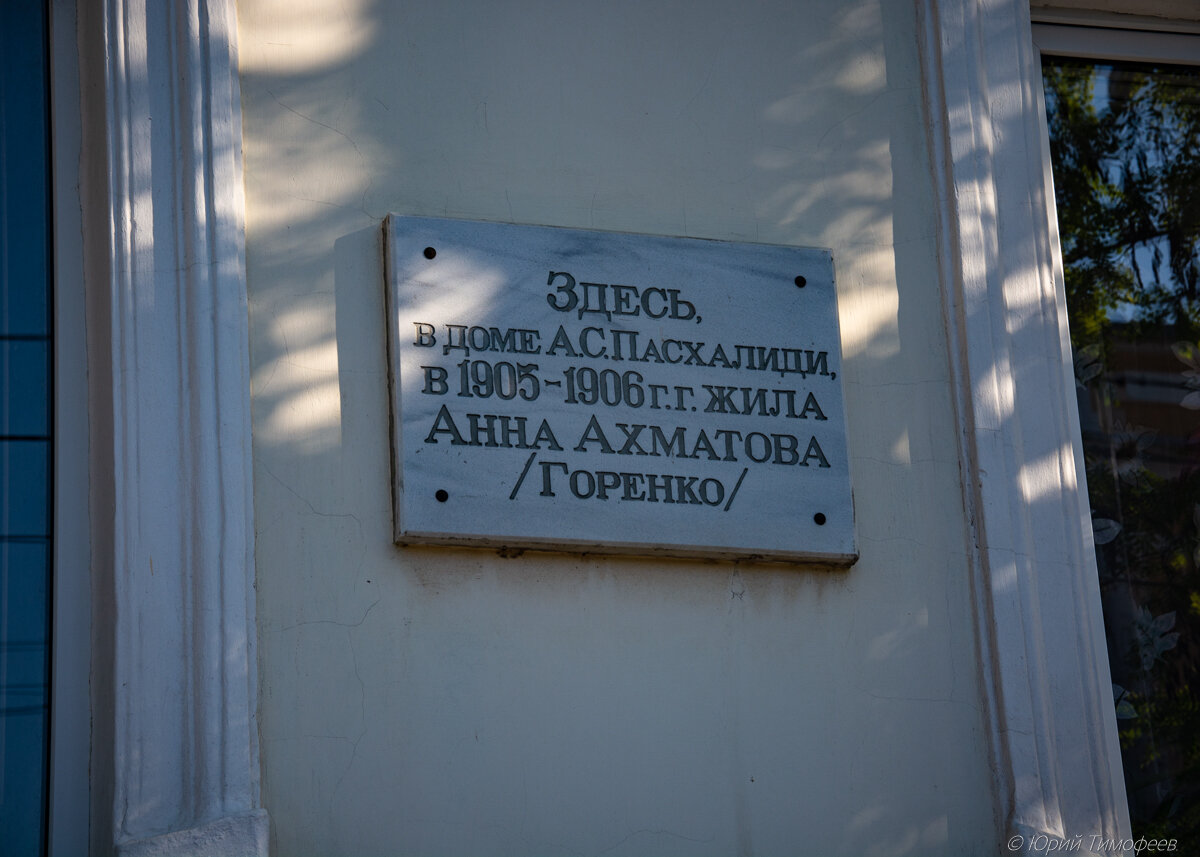 Здесь,
в доме А.С.Пасхалиди,
в 1905-1906 г.г. жила
Анна Ахматова
/Горенко/
© Юрий Тимофеев